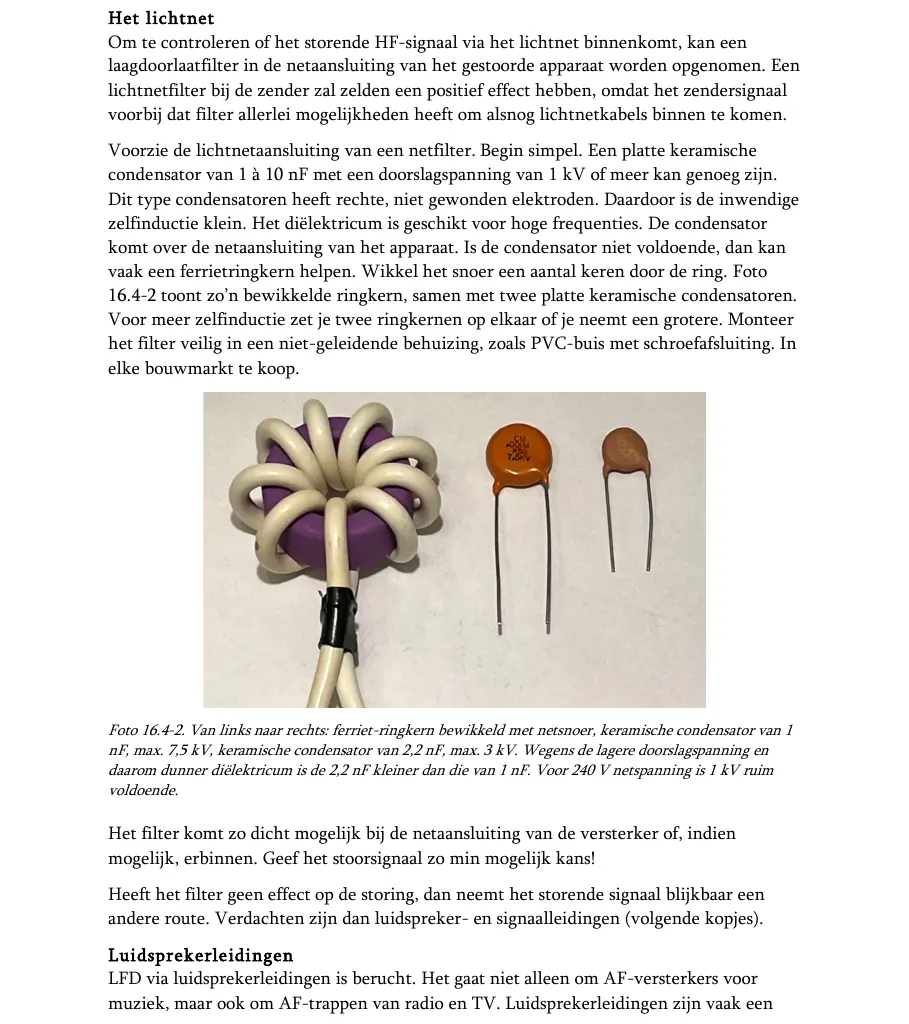 Het lichtnet
Om te controleren of het storende HF-signaal via het lichtnet binnenkomt, kan een
laagdoorlaatfilter in de netaansluiting van het gestoorde apparaat worden opgenomen. Een
lichtnetfilter bij de zender zal zelden een positief effect hebben, omdat het zendersignaal
voorbij dat filter allerlei mogelijkheden heeft om alsnog lichtnetkabels binnen te komen.
Voorzie de lichtnetaansluiting van een netfilter. Begin simpel. Een platte keramische
condensator van 1 à 10 nF met een doorslagspanning van 1 kV of meer kan genoeg zijn.
Dit type condensatoren heeft rechte, niet gewonden elektroden. Daardoor is de inwendige
zelfinductie klein. Het diëlektricum is geschikt voor hoge frequenties. De condensator
komt over de netaansluiting van het apparaat. Is de condensator niet voldoende, dan kan
vaak een ferrietringkern helpen. Wikkel het snoer een aantal keren door de ring. Foto
16.4-2 toont zo’n bewikkelde ringkern, samen met twee platte keramische condensatoren.
Voor meer zelfinductie zet je twee ringkernen op elkaar of je neemt een grotere. Monteer
het filter veilig in een niet-geleidende behuizing, zoals PVC-buis met schroefafsluiting. In
elke bouwmarkt te koop.
CM
7.5KV
Foto 16.4-2. Van links naar rechts: ferriet-ringkern bewikkeld met netsnoer, keramische condensator van 1
nF, max. 7,5 kV, keramische condensator van 2,2 nF, max. 3 kV. Wegens de lagere doorslagspanning en
daarom dunner diëlektricum is de 2,2 nF kleiner dan die van 1 nF. Voor 240 V netspanning is 1 kV ruim
voldoende.
Het filter komt zo dicht mogelijk bij de netaansluiting van de versterker of, indien
mogelijk, erbinnen. Geef het stoorsignaal zo min mogelijk kans!
Heeft het filter geen effect op de storing, dan neemt het storende signaal blijkbaar een
andere route. Verdachten zijn dan luidspreker- en signaalleidingen (volgende kopjes).
Luidsprekerleidingen
LFD via luidsprekerleidingen is berucht. Het gaat niet alleen om AF-versterkers voor
muziek, maar ook om AF-trappen van radio en TV. Luidsprekerleidingen zijn vaak een